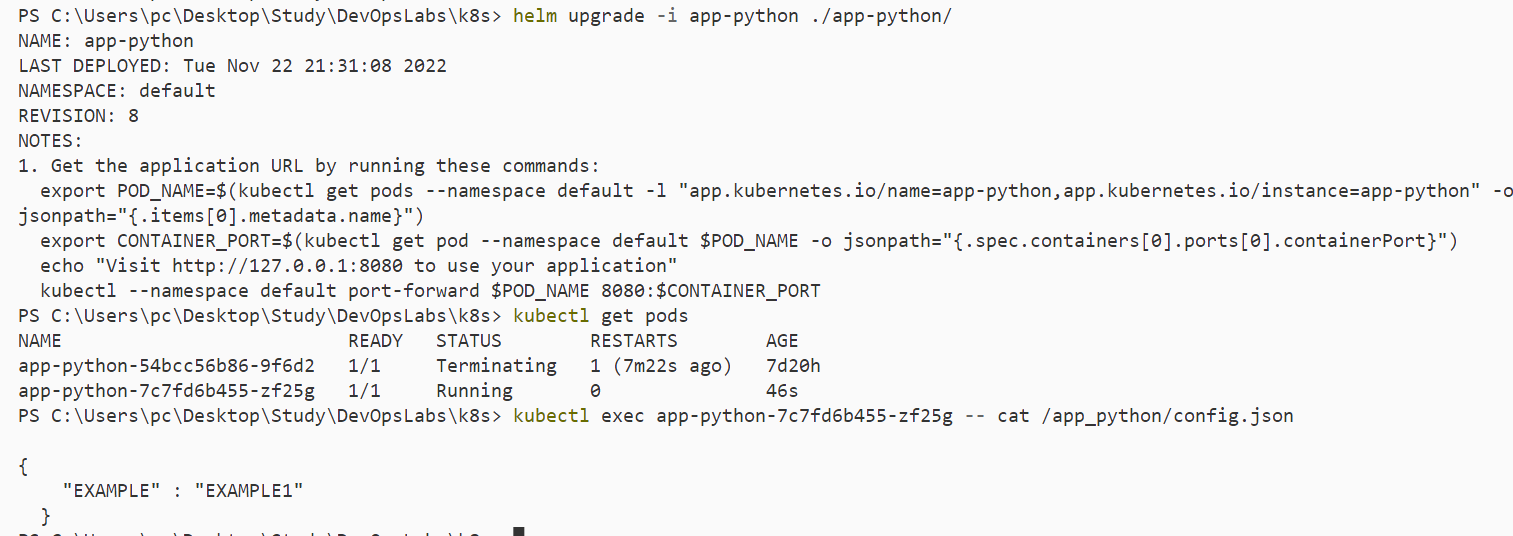 PS C:\Users\pc\Desktop\Study\DevOpsLabs\k8s> helm upgrade -i app-python ./app-python/
NAME: app-python
LAST DEPLOYED: Tue Nov 22 21:31:08 2022
NAMESPACE: default
REVISION: 8
NOTES:
1. Get the application URL by running these commands:
  export POD_NAME=$(kubectl get pods --namespace default -l "app.kubernetes.io/name=app-python,app.kubernetes.io/instance=app-python" -o
jsonpath="{.items[0].metadata.name}")
  export CONTAINER_PORT=$(kubectl get pod --namespace default $POD_NAME -o jsonpath="{.spec.containers[0].ports[0].containerPort}")
  echo "Visit http://127.0.0.1:8080 to use your application"
  kubectl --namespace default port-forward $POD_NAME 8080:$CONTAINER_PORT
PS C:\Users\pc\Desktop\Study\DevOpsLabs\k8s> kubectl get pods
NAME                          READY   STATUS        RESTARTS        AGE
app-python-54bcc56b86-9f6d2   1/1     Terminating   1 (7m22s ago)   7d20h
app-python-7c7fd6b455-zf25g   1/1     Running       0               46s
PS C:\Users\pc\Desktop\Study\DevOpsLabs\k8s> kubectl exec app-python-7c7fd6b455-zf25g -- cat /app_python/config.json
{
    "EXAMPLE" : "EXAMPLE1"
  }